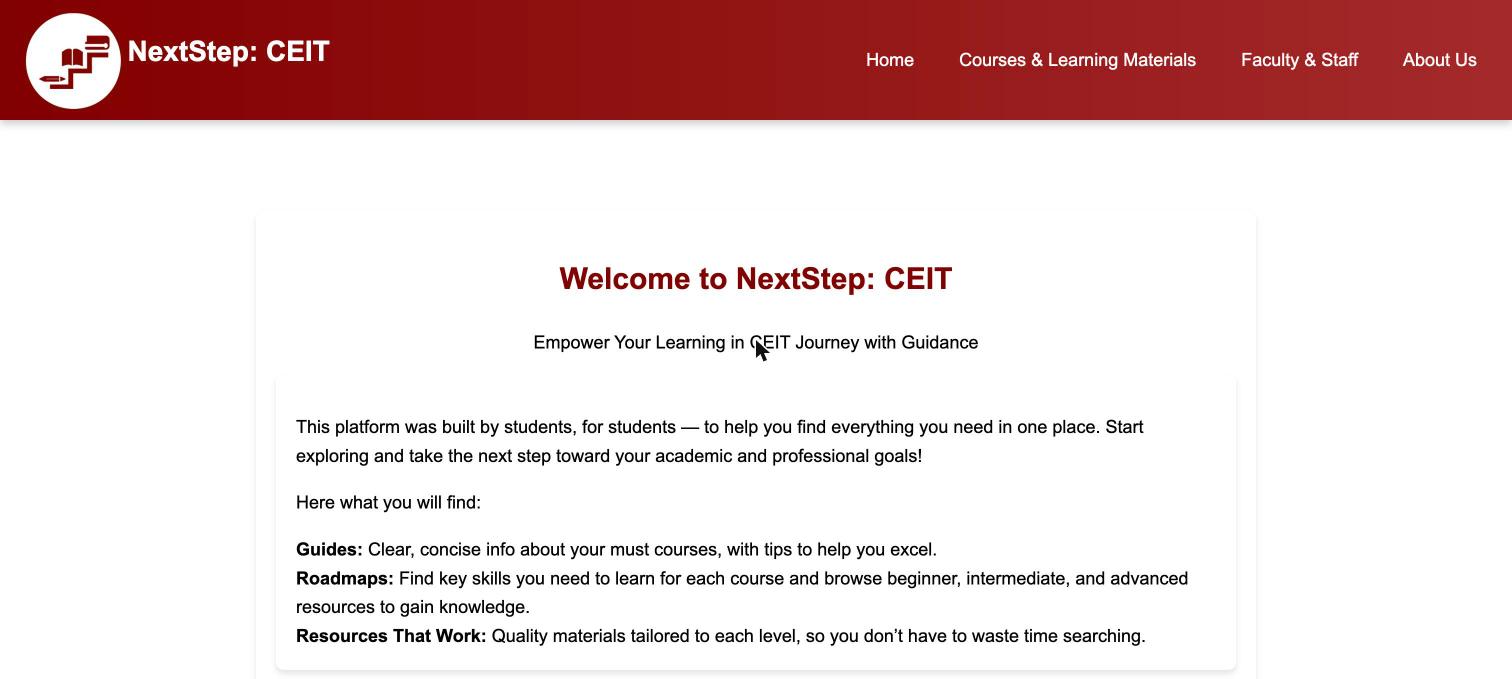 NextStep: CEIT
Home
Courses & Learning Materials
Faculty & Staff
About Us
Welcome to NextStep: CEIT
Empower Your Learning in CEIT Journey with Guidance
This platform was built by students, for students — to help you find everything you need in one place. Start
exploring and take the next step toward your academic and professional goals!
Here what you will find:
Guides: Clear, concise info about your must courses, with tips to help you excel.
Roadmaps: Find key skills you need to learn for each course and browse beginner, intermediate, and advanced
resources to gain knowledge.
Resources That Work: Quality materials tailored to each level, so you don’t have to waste time searching.